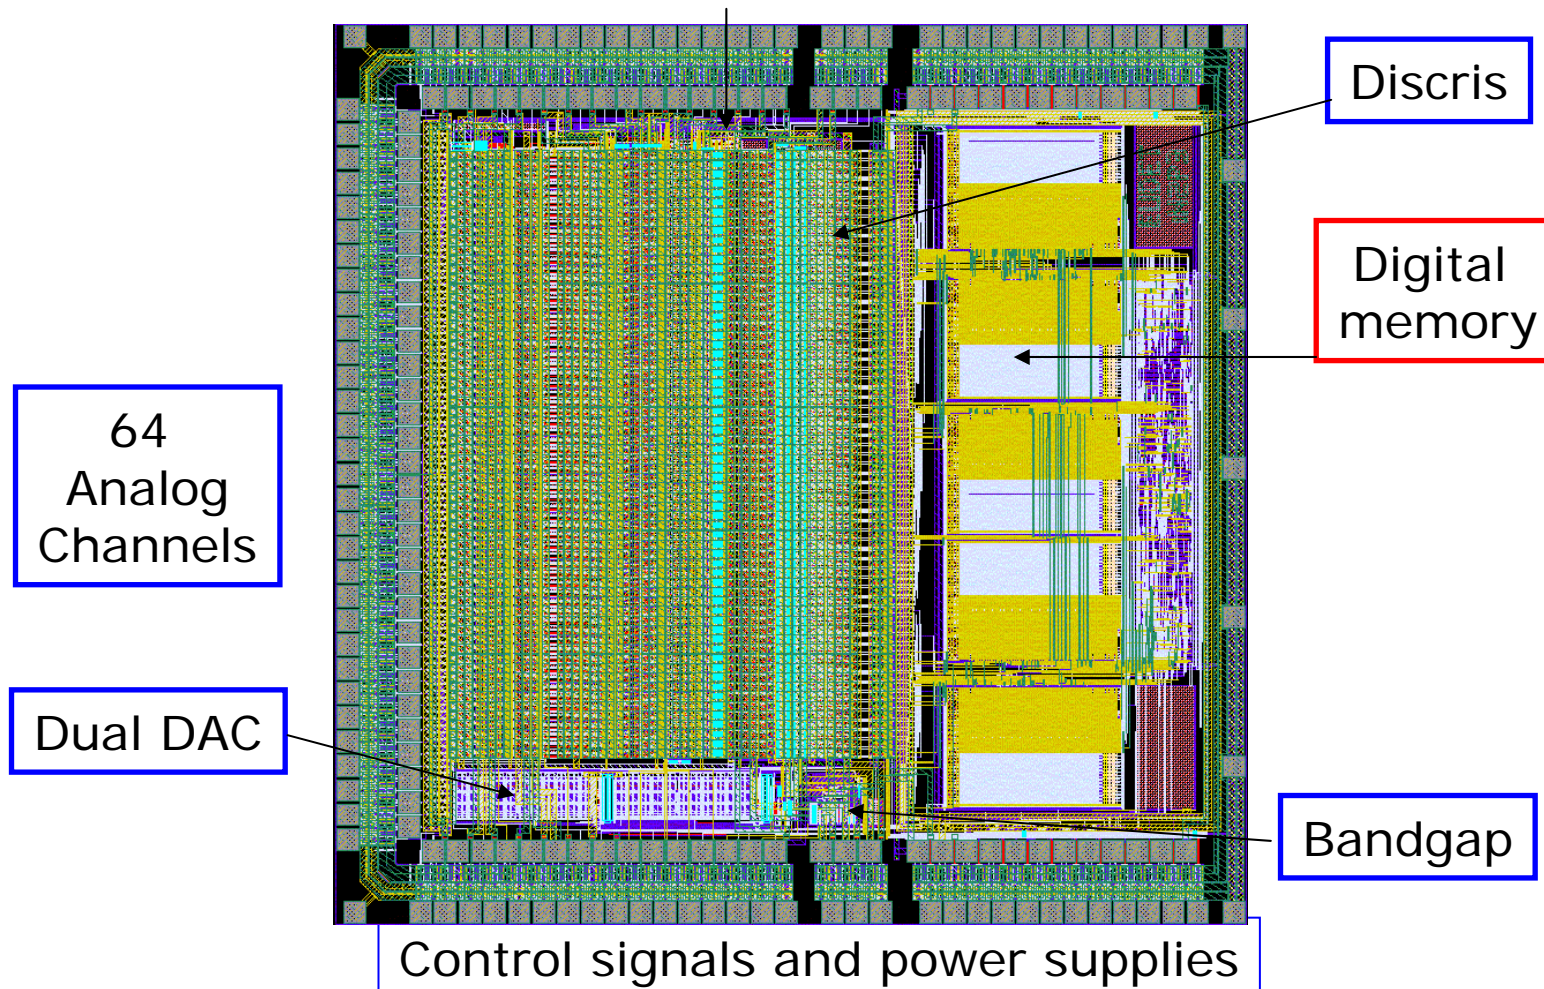 Discris
Digital
memory
64
Analog
Channels
Dual DAC
Bandgap
Control signals and power supplies